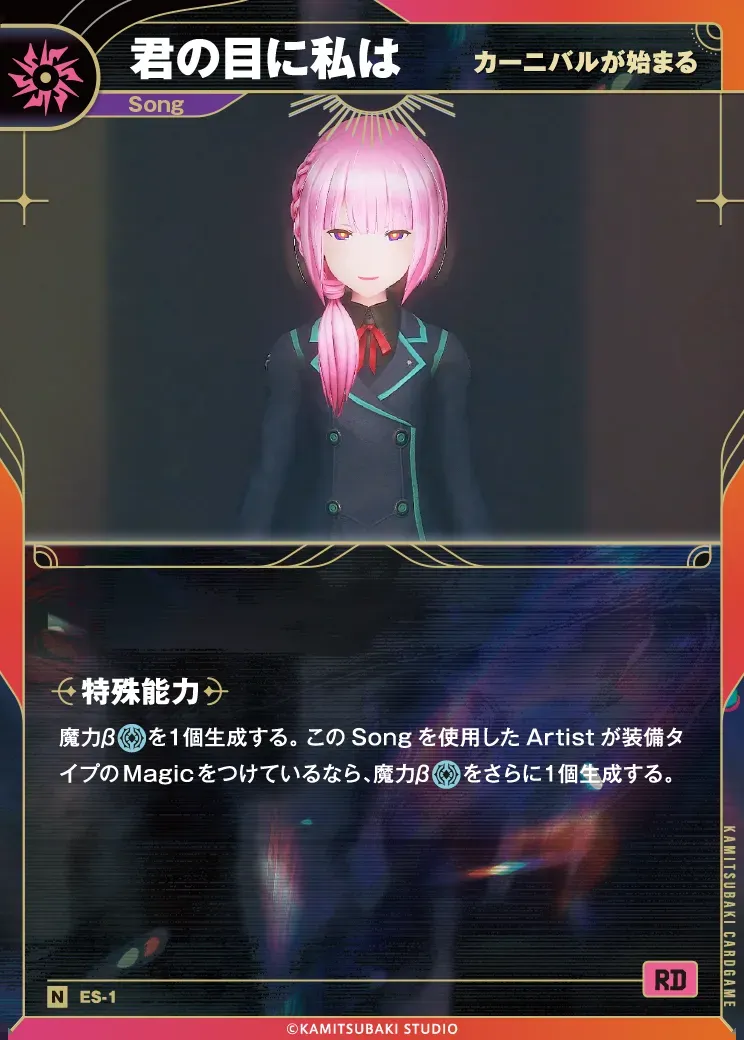 君の目に私は
カーニバルが始まる
Song
特殊能力
魔力βを1個生成する。このSongを使用したArtistが装備タ
イプのMagicをつけているなら、魔力βをさらに1個生成する。
KAMITSUBAKI CARDGAME
RD
N ES-1
©KAMITSUBAKI STUDIO